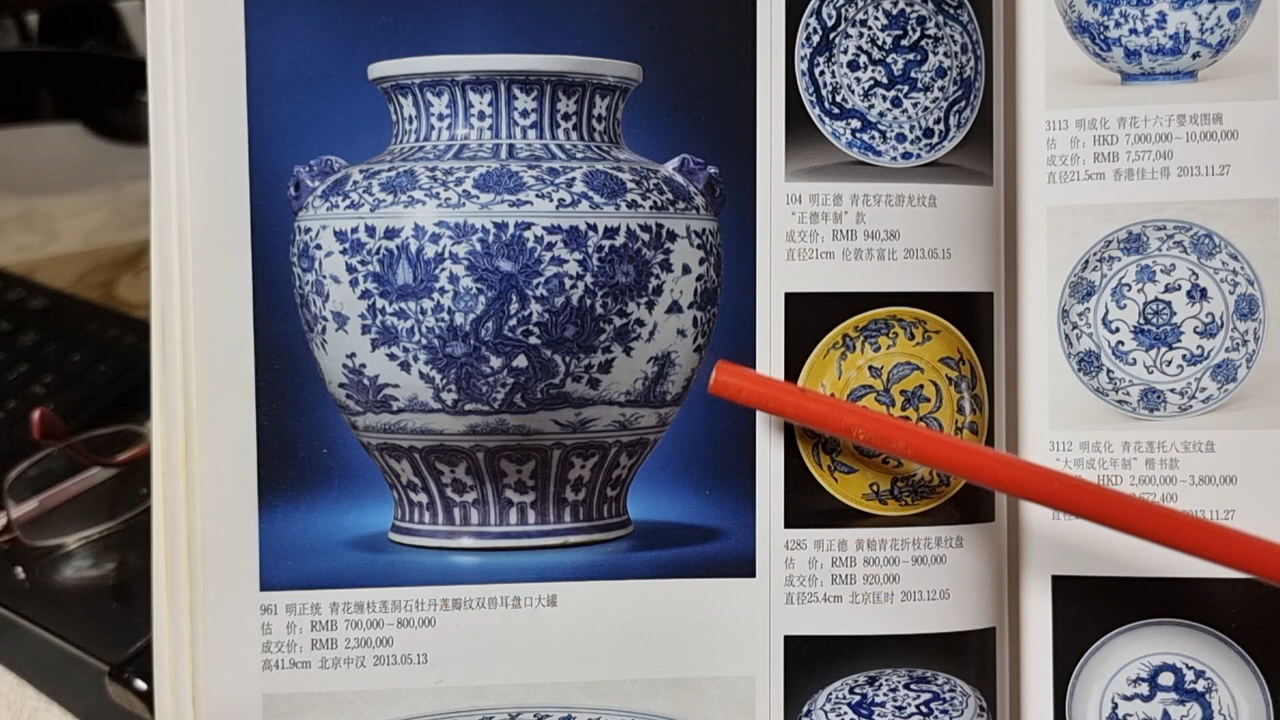 961 明正统 青花缠枝莲洞石牡丹莲瓣纹双兽耳盘口大罐
估 价：RMB 700,000~800,000
成交价：RMB 2,300,000
高41.9cm 北京中汉 2013.05.13
104 明正德 青花穿花游龙纹盘
“正德年制”款
成交价：RMB 940,380
直径21cm 伦敦苏富比 2013.05.15
4285 明正德 黄釉青花折枝花果纹盘
估 价：RMB 800,000~900,000
成交价：RMB 920,000
直径25.4cm 北京匡时 2013.12.05
3113 明成化 青花十六子婴戏图碗
估 价：HKD 7,000,000~10,000,000
成交价：RMB 7,577,040
直径21.5cm 香港佳士得 2013.11.27
3112 明成化 青花莲托八宝纹盘
“大明成化年制”楷书款
HKD 2,600,000~3,800,000
672,400
直径 2013.11.27